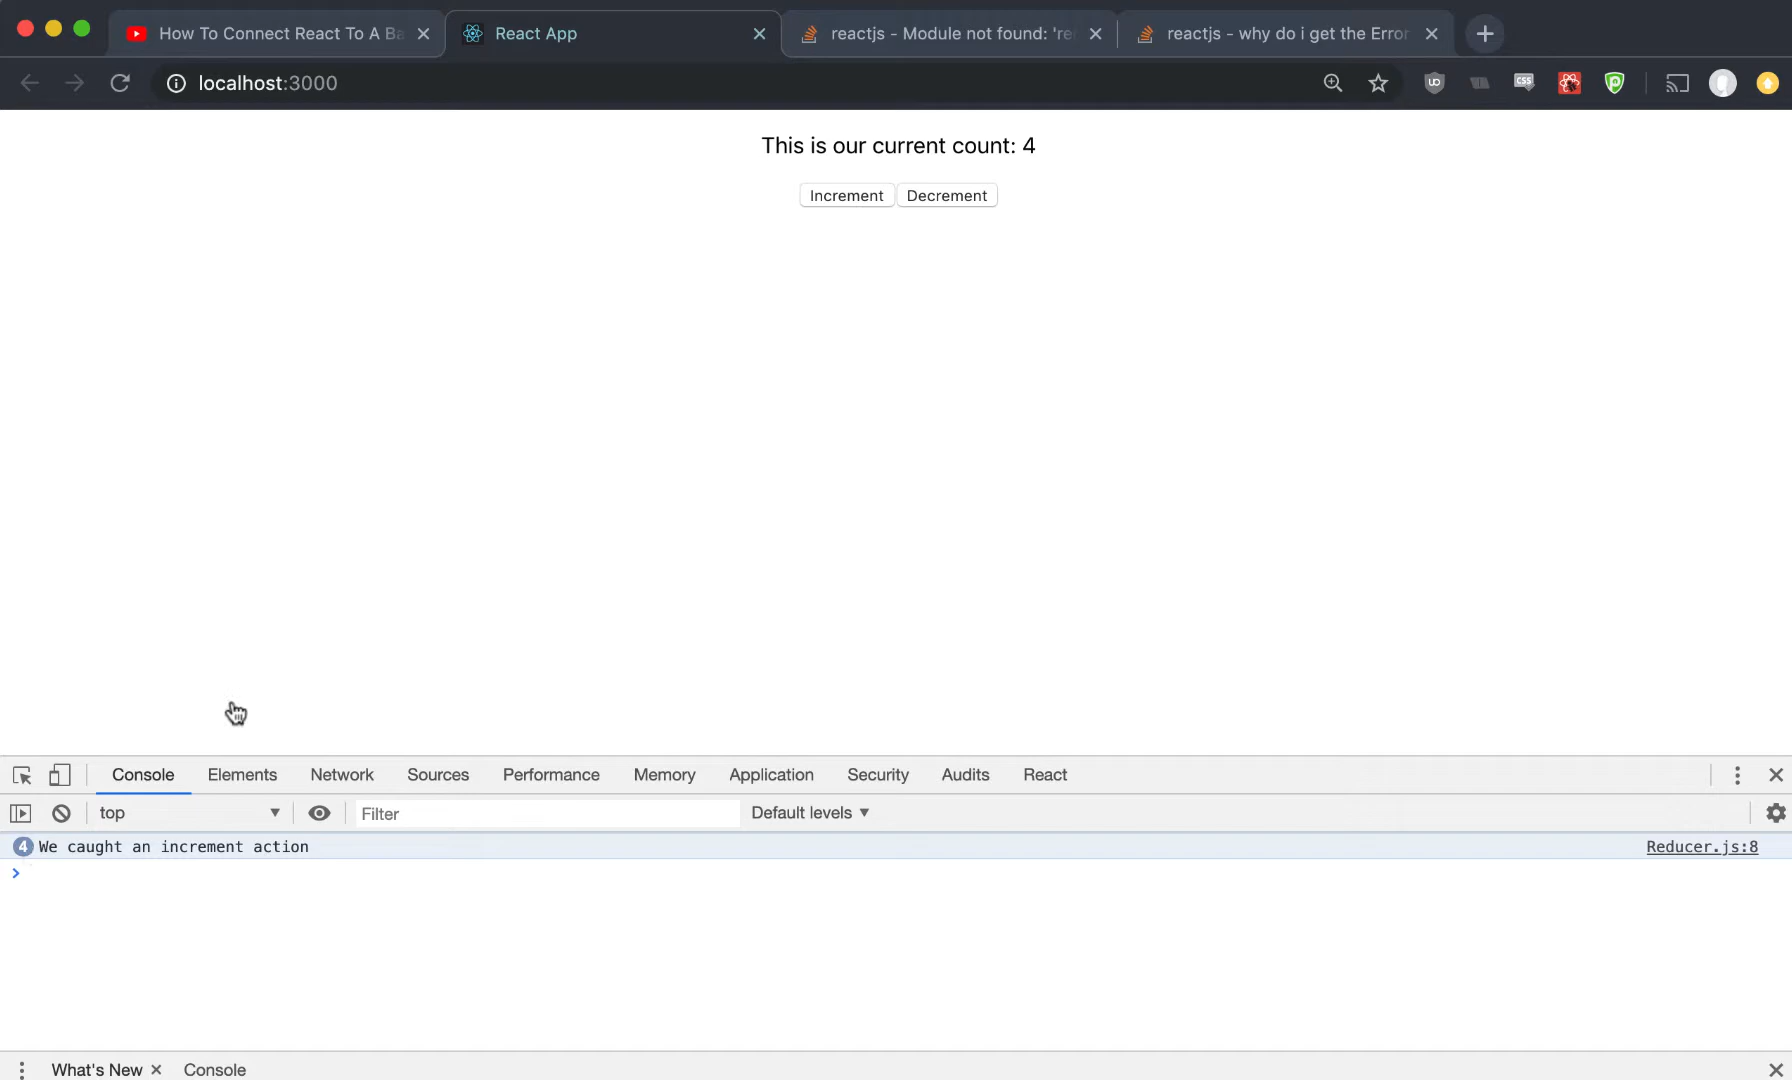 How To Connect React To A Ba
React App
reactjs - Module not found: 're
reactjs - why do i get the Error
localhost:3000
UO
CSS
This is our current count: 4
Increment Decrement
Console Elements Network Sources Performance Memory Application Security Audits React
top Filter Default levels
4 We caught an increment action Reducer.js:8
What's New Console